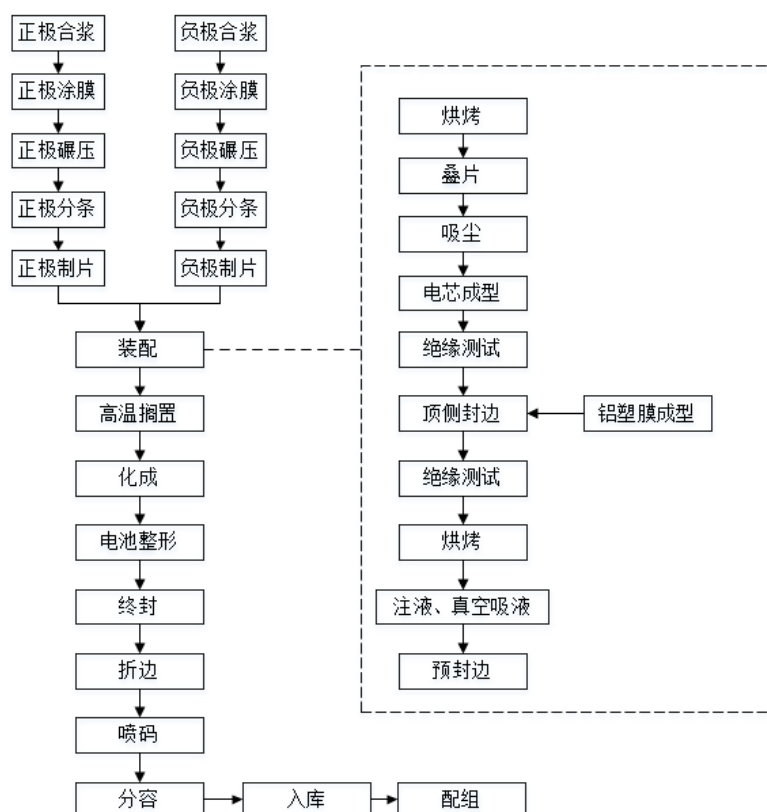 正极合浆
负极合浆
正极涂膜
负极涂膜
正极碾压
负极碾压
正极分条
负极分条
正极制片
负极制片
装配
高温搁置
化成
电池整形
终封
折边
喷码
分容
入库
配组
烘烤
叠片
吸尘
电芯成型
绝缘测试
顶侧封边
铝塑膜成型
绝缘测试
烘烤
注液、真空吸液
预封边